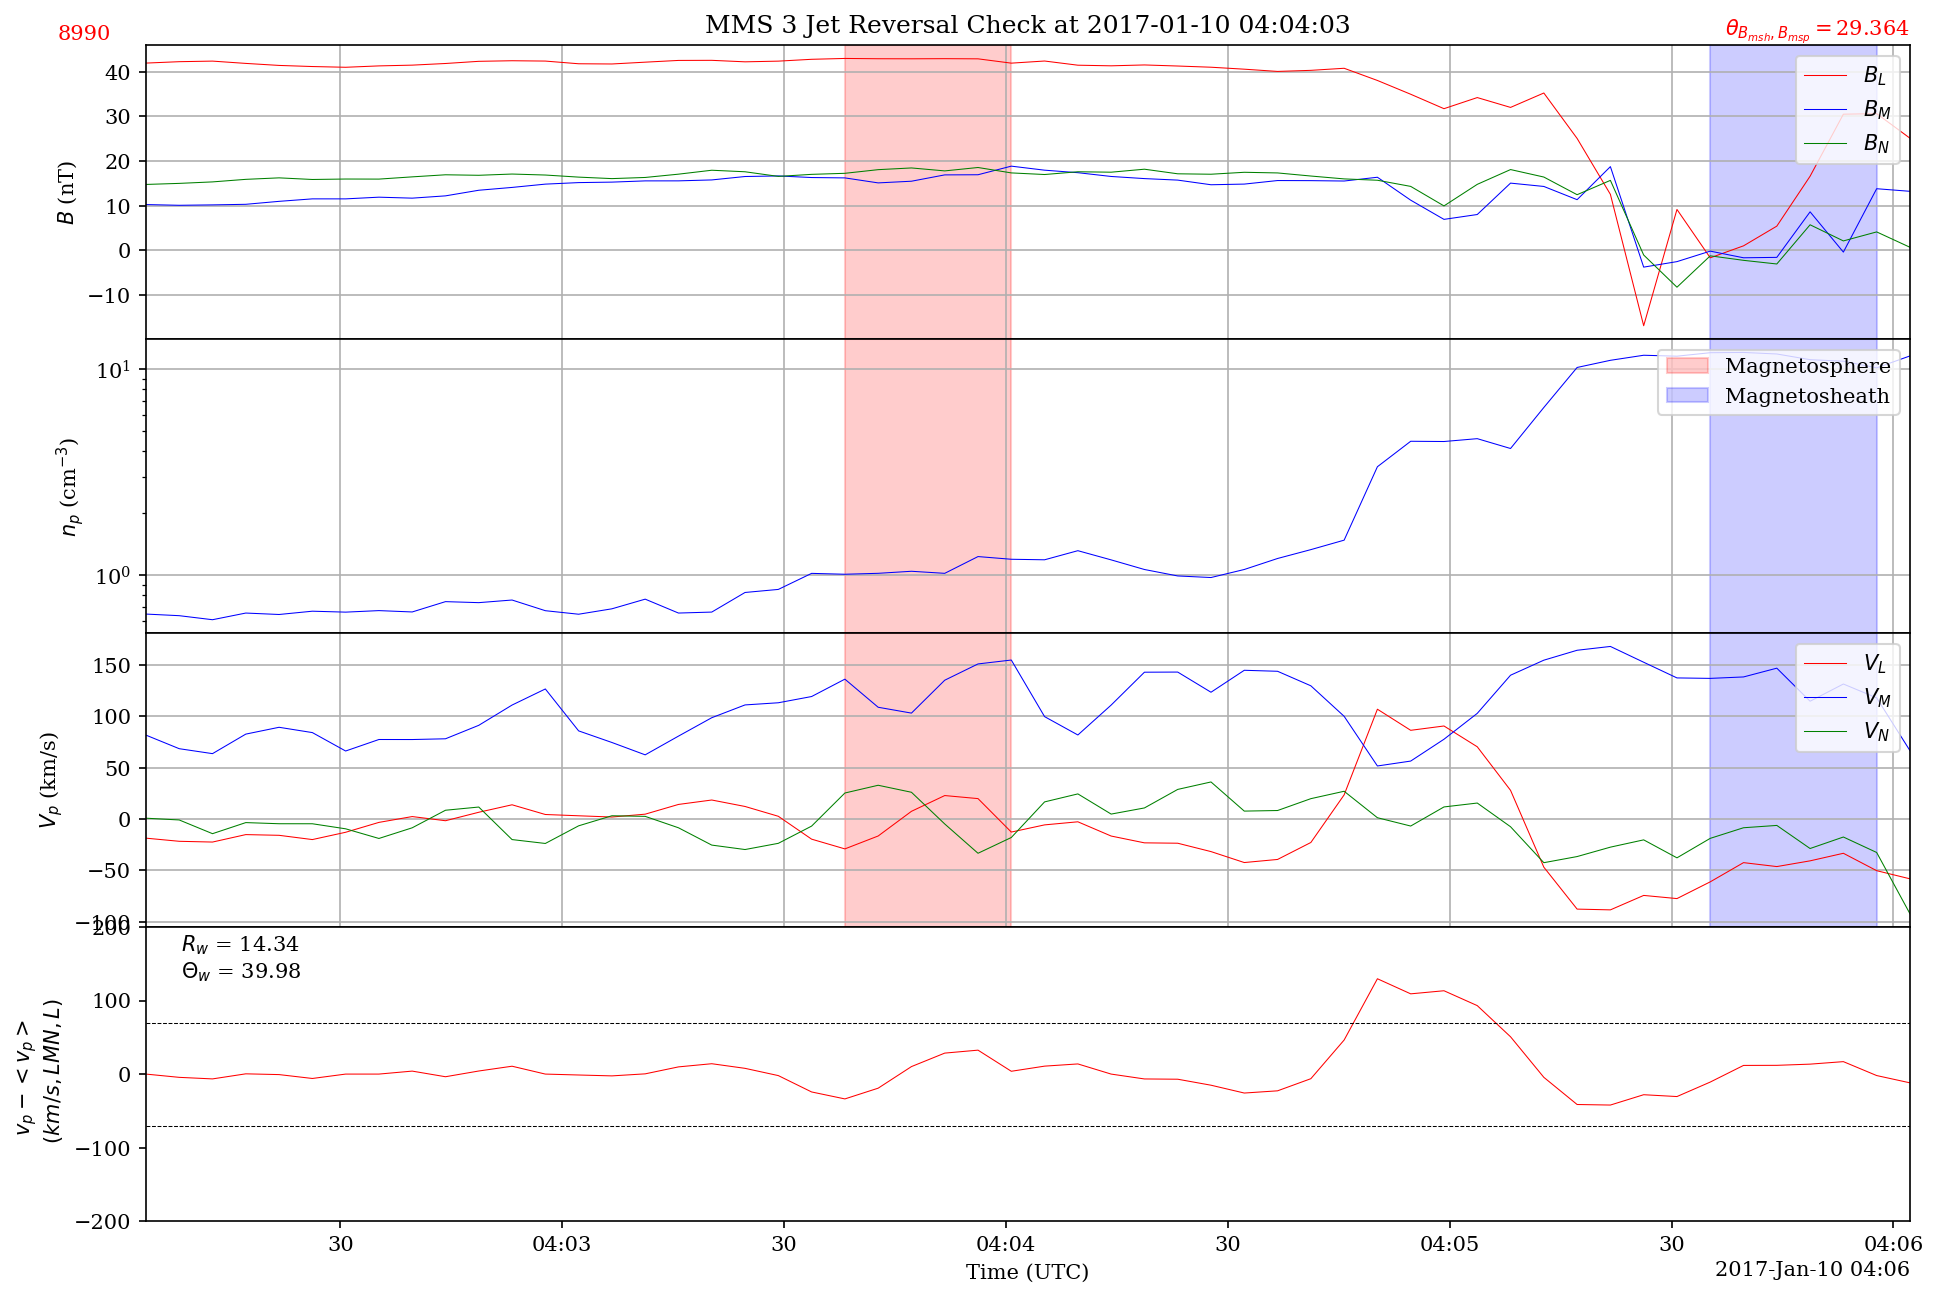 8990
MMS 3 Jet Reversal Check at 2017-01-10 04:04:03
θ_{B_{msh}, B_{msp}} = 29.364
B (nT)
40
30
20
10
0
−10
B_L
B_M
B_N
n_p (cm^{−3})
10^1
10^0
Magnetosphere
Magnetosheath
V_p (km/s)
150
100
50
0
−50
−100
V_L
V_M
V_N
v_p − < v_p >
(km/s, LMN, L)
200
100
0
−100
−200
R_w = 14.34
Θ_w = 39.98
30
04:03
30
04:04
30
04:05
30
04:06
Time (UTC)
2017-Jan-10 04:06